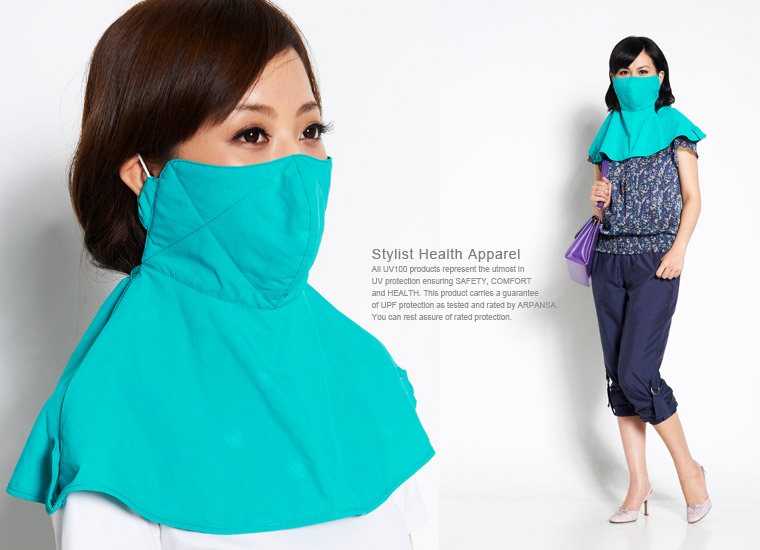 Stylist Health Apparel
All UV100 products represent the utmost in
UV protection ensuring SAFETY, COMFORT
and HEALTH. This product carries a guarantee
of UPF protection as tested and rated by ARPANSA.
You can rest assure of rated protection.